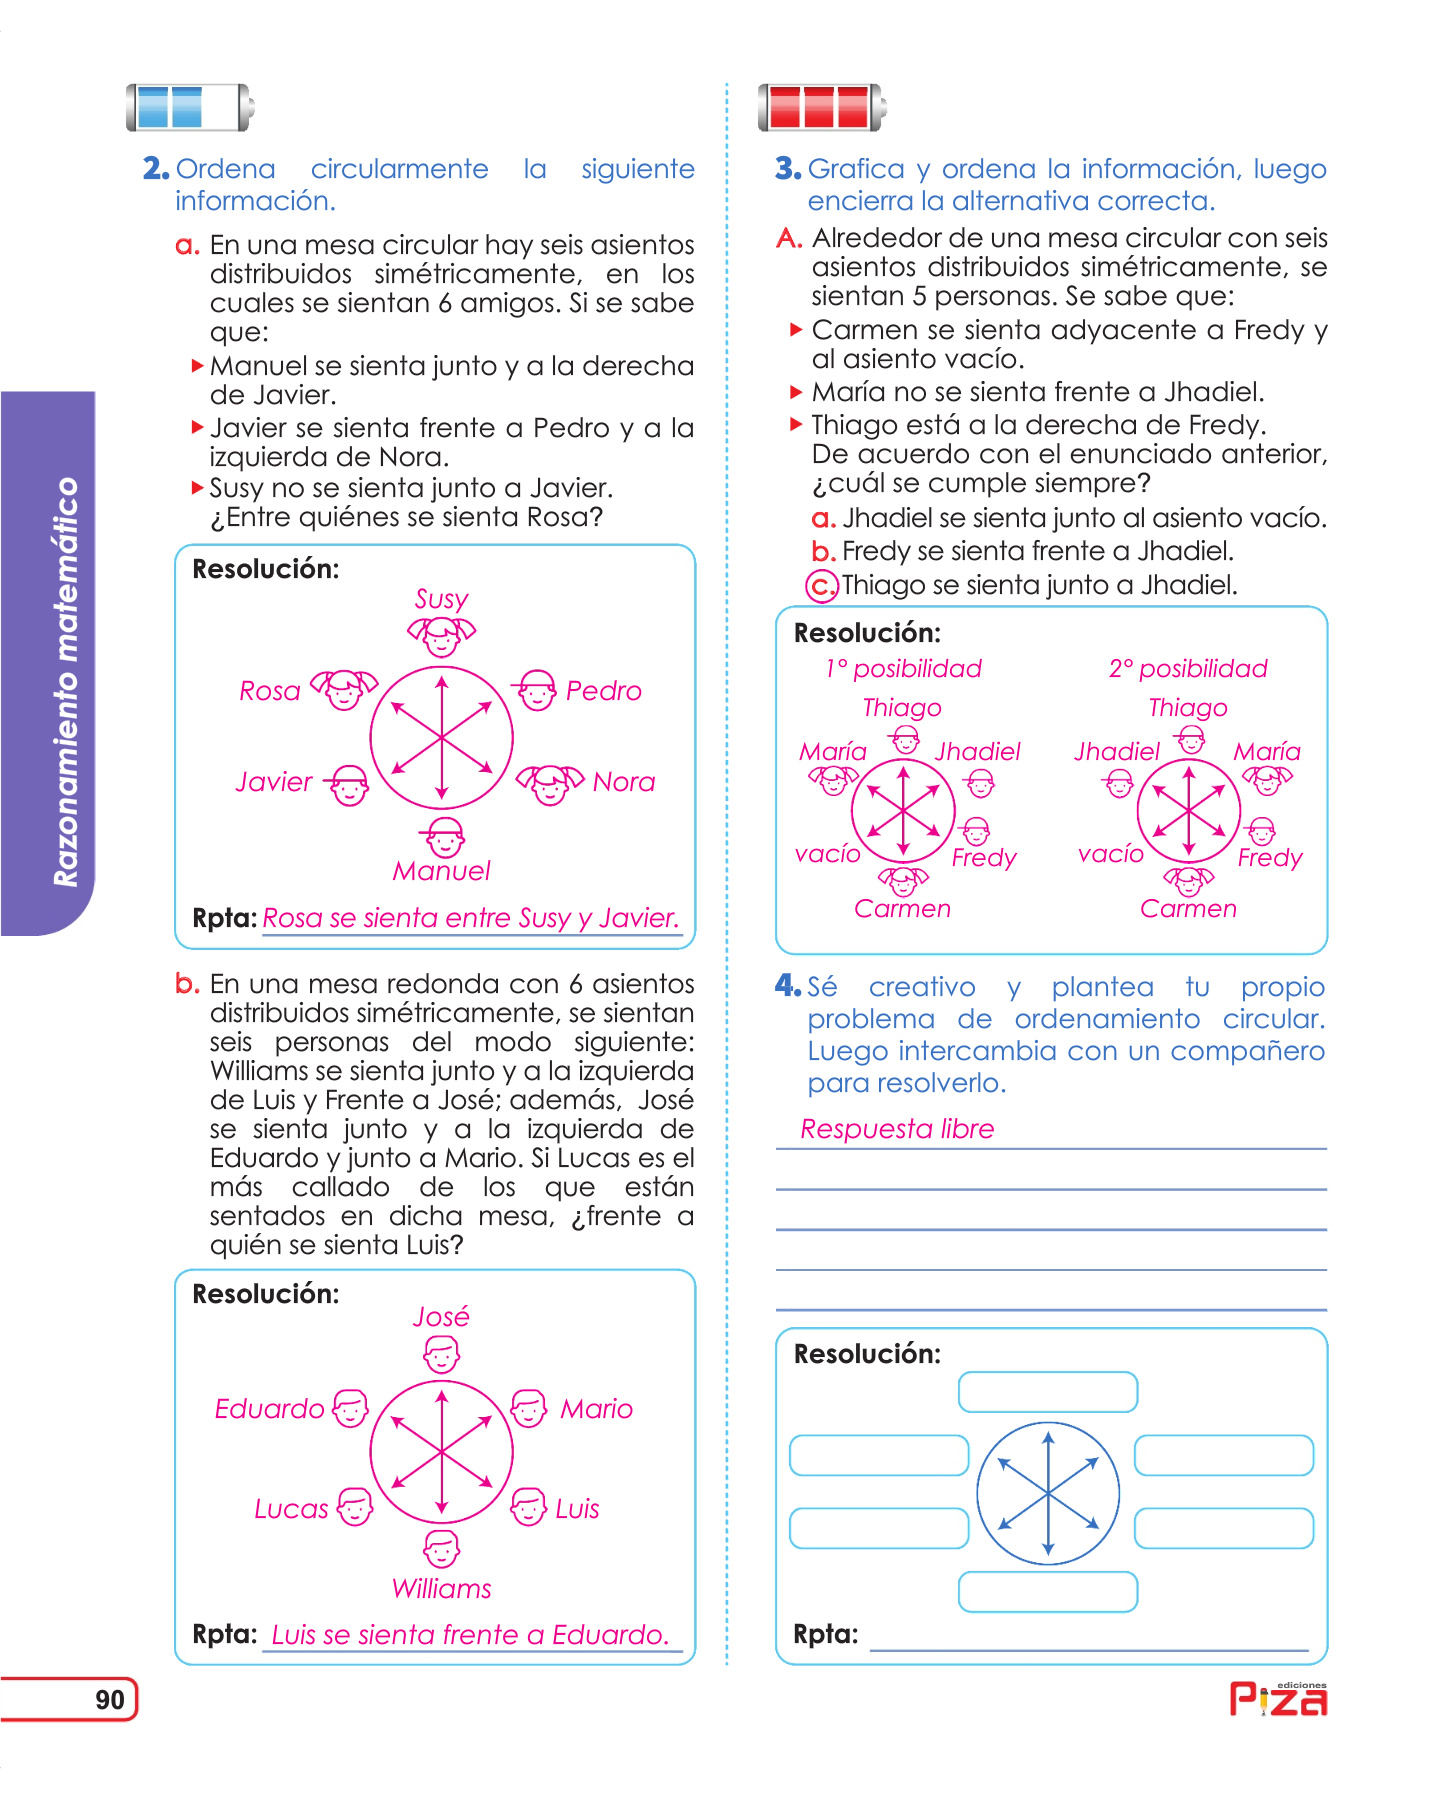 2. Ordena circularmente la siguiente
información.
a. En una mesa circular hay seis asientos
distribuidos simétricamente, en los
cuales se sientan 6 amigos. Si se sabe
que:
Manuel se sienta junto y a la derecha
de Javier.
Javier se sienta frente a Pedro y a la
izquierda de Nora.
Susy no se sienta junto a Javier.
¿Entre quiénes se sienta Rosa?
Resolución:
Susy
Rosa
Pedro
Javier
Nora
Manuel
Rpta: Rosa se sienta entre Susy y Javier.
b. En una mesa redonda con 6 asientos
distribuidos simétricamente, se sientan
seis personas del modo siguiente:
Williams se sienta junto y a la izquierda
de Luis y Frente a José; además, José
se sienta junto y a la izquierda de
Eduardo y junto a Mario. Si Lucas es el
más callado de los que están
sentados en dicha mesa, ¿frente a
quién se sienta Luis?
Resolución:
José
Eduardo
Mario
Lucas
Luis
Williams
Rpta: Luis se sienta frente a Eduardo.
3. Grafica y ordena la información, luego
encierra la alternativa correcta.
A. Alrededor de una mesa circular con seis
asientos distribuidos simétricamente, se
sientan 5 personas. Se sabe que:
Carmen se sienta adyacente a Fredy y
al asiento vacío.
María no se sienta frente a Jhadiel.
Thiago está a la derecha de Fredy.
De acuerdo con el enunciado anterior,
¿cuál se cumple siempre?
a. Jhadiel se sienta junto al asiento vacío.
b. Fredy se sienta frente a Jhadiel.
c. Thiago se sienta junto a Jhadiel.
Resolución:
1° posibilidad
Thiago
María
Jhadiel
vacío
Fredy
Carmen
2° posibilidad
Thiago
Jhadiel
María
vacío
Fredy
Carmen
4. Sé creativo y plantea tu propio
problema de ordenamiento circular.
Luego intercambia con un compañero
para resolverlo.
Respuesta libre
Resolución:
Rpta:
Razonamiento matemático
90
ediciones
Piza